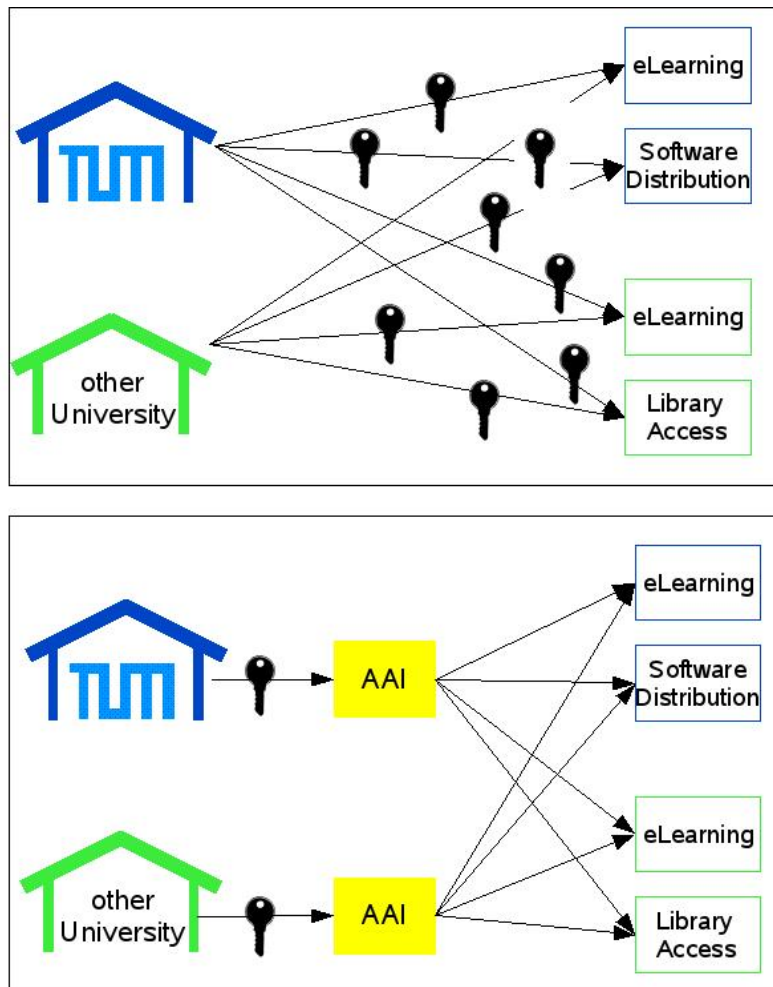 eLearning
TUM
Software
Distribution
eLearning
other
University
Library
Access
eLearning
TUM
AAI
Software
Distribution
eLearning
other
University
AAI
Library
Access